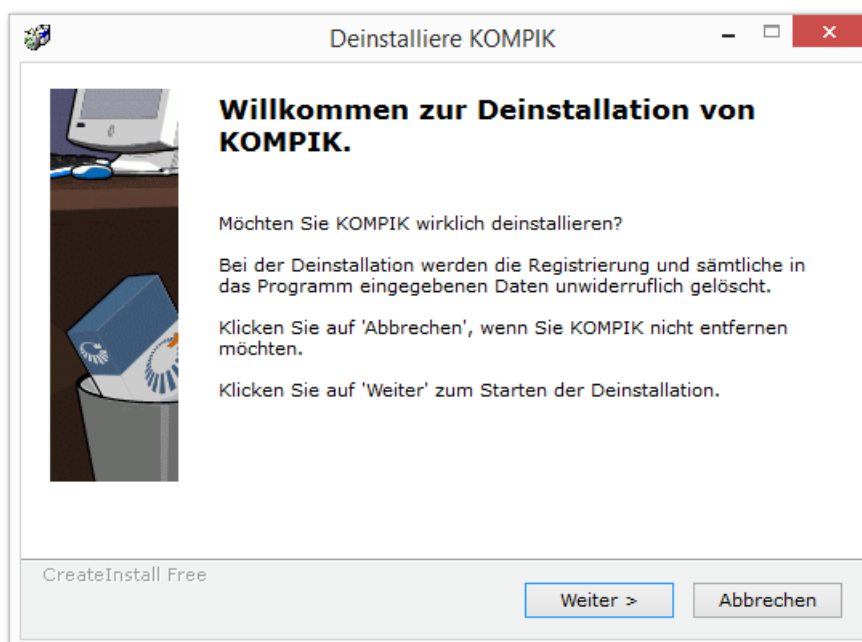 Deinstalliere KOMPIK
Willkommen zur Deinstallation von
KOMPIK.
Möchten Sie KOMPIK wirklich deinstallieren?
Bei der Deinstallation werden die Registrierung und sämtliche in
das Programm eingegebenen Daten unwiderruflich gelöscht.
Klicken Sie auf 'Abbrechen', wenn Sie KOMPIK nicht entfernen
möchten.
Klicken Sie auf 'Weiter' zum Starten der Deinstallation.
CreateInstall Free
Weiter >
Abbrechen